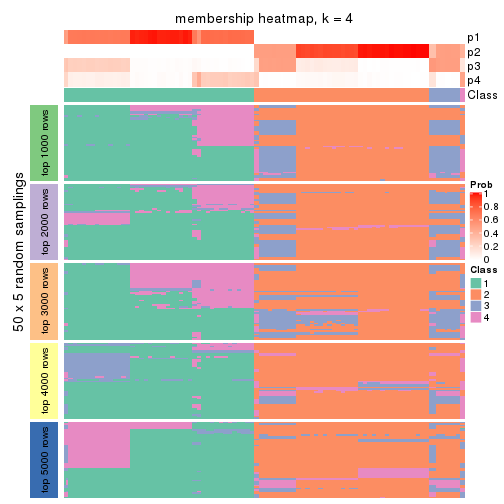 membership heatmap, k = 4
p1
p2
p3
p4
Class
50 x 5 random samplings
top 1000 rows
top 2000 rows
top 3000 rows
top 4000 rows
top 5000 rows
Prob
1
0.8
0.6
0.4
0.2
0
Class
1
2
3
4